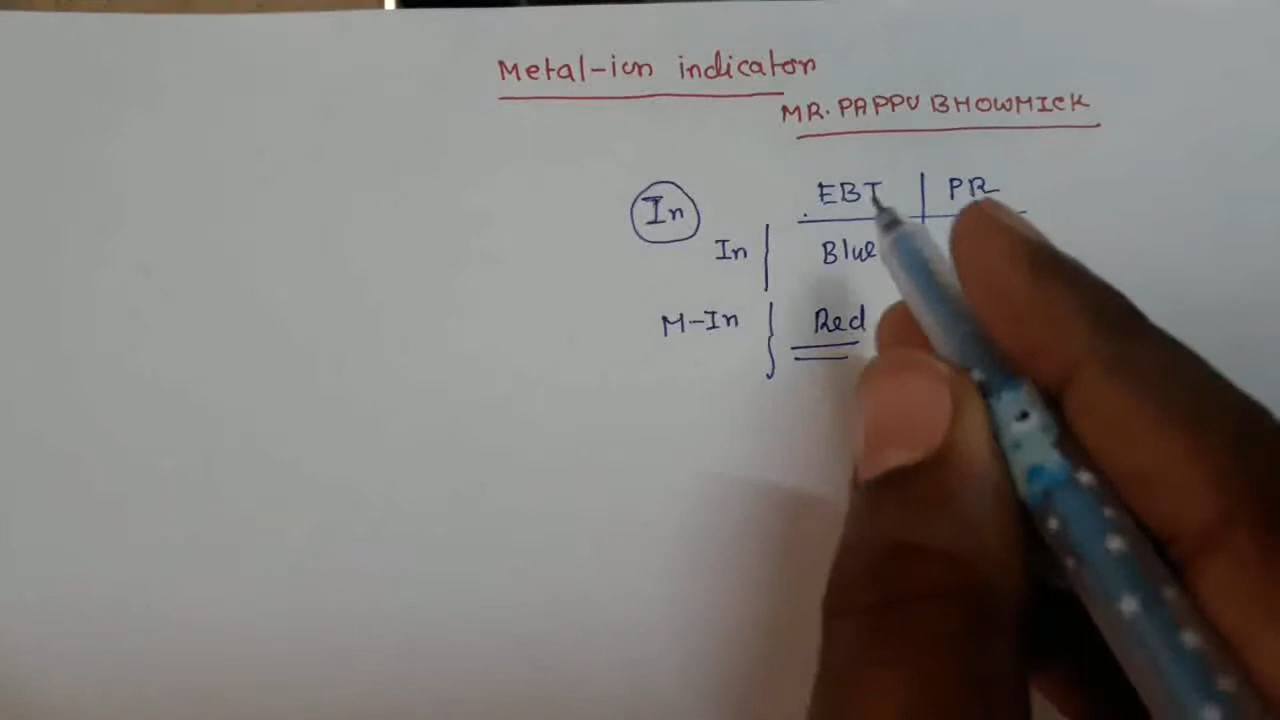 Metal-ion indicator
MR. PAPPU BHOWMICK
In EBT PR
In Blue
M-In Red